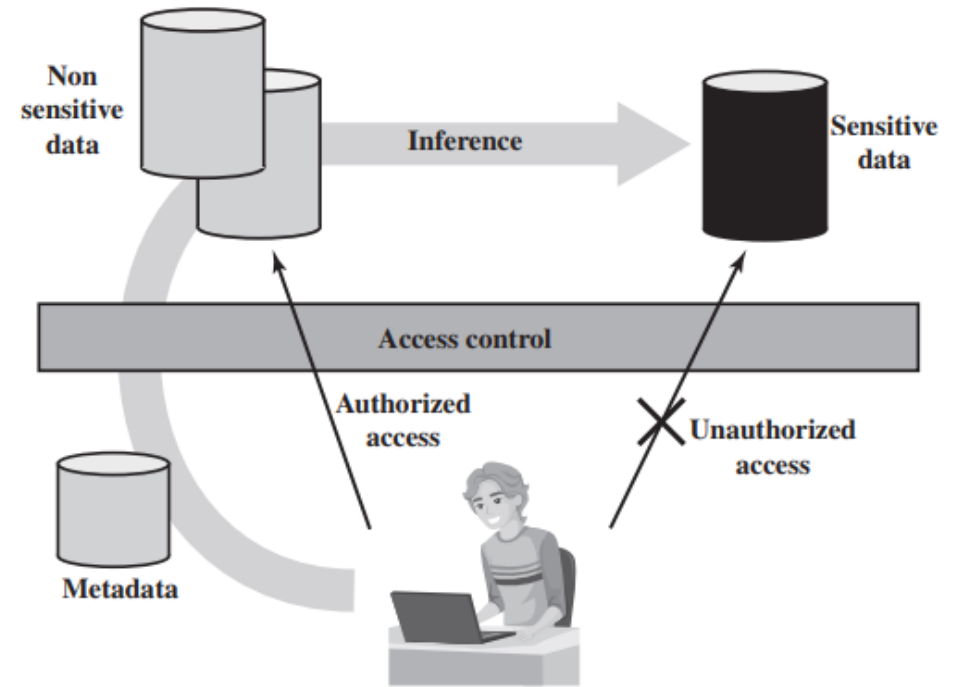 Non
sensitive
data
Inference
Sensitive
data
Access control
Authorized
access
Unauthorized
access
Metadata